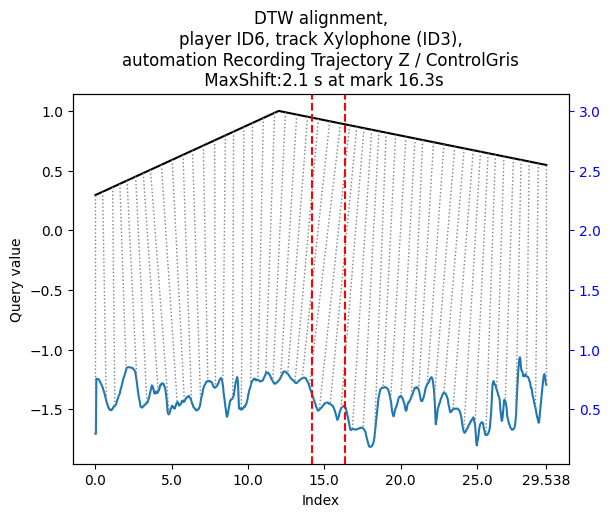 DTW alignment,
player ID6, track Xylophone (ID3),
automation Recording Trajectory Z / ControlGris
MaxShift:2.1 s at mark 16.3s
1.0
0.5
0.0
−0.5
−1.0
−1.5
Query value
3.0
2.5
2.0
1.5
1.0
0.5
0.0 5.0 10.0 15.0 20.0 25.0 29.538
Index